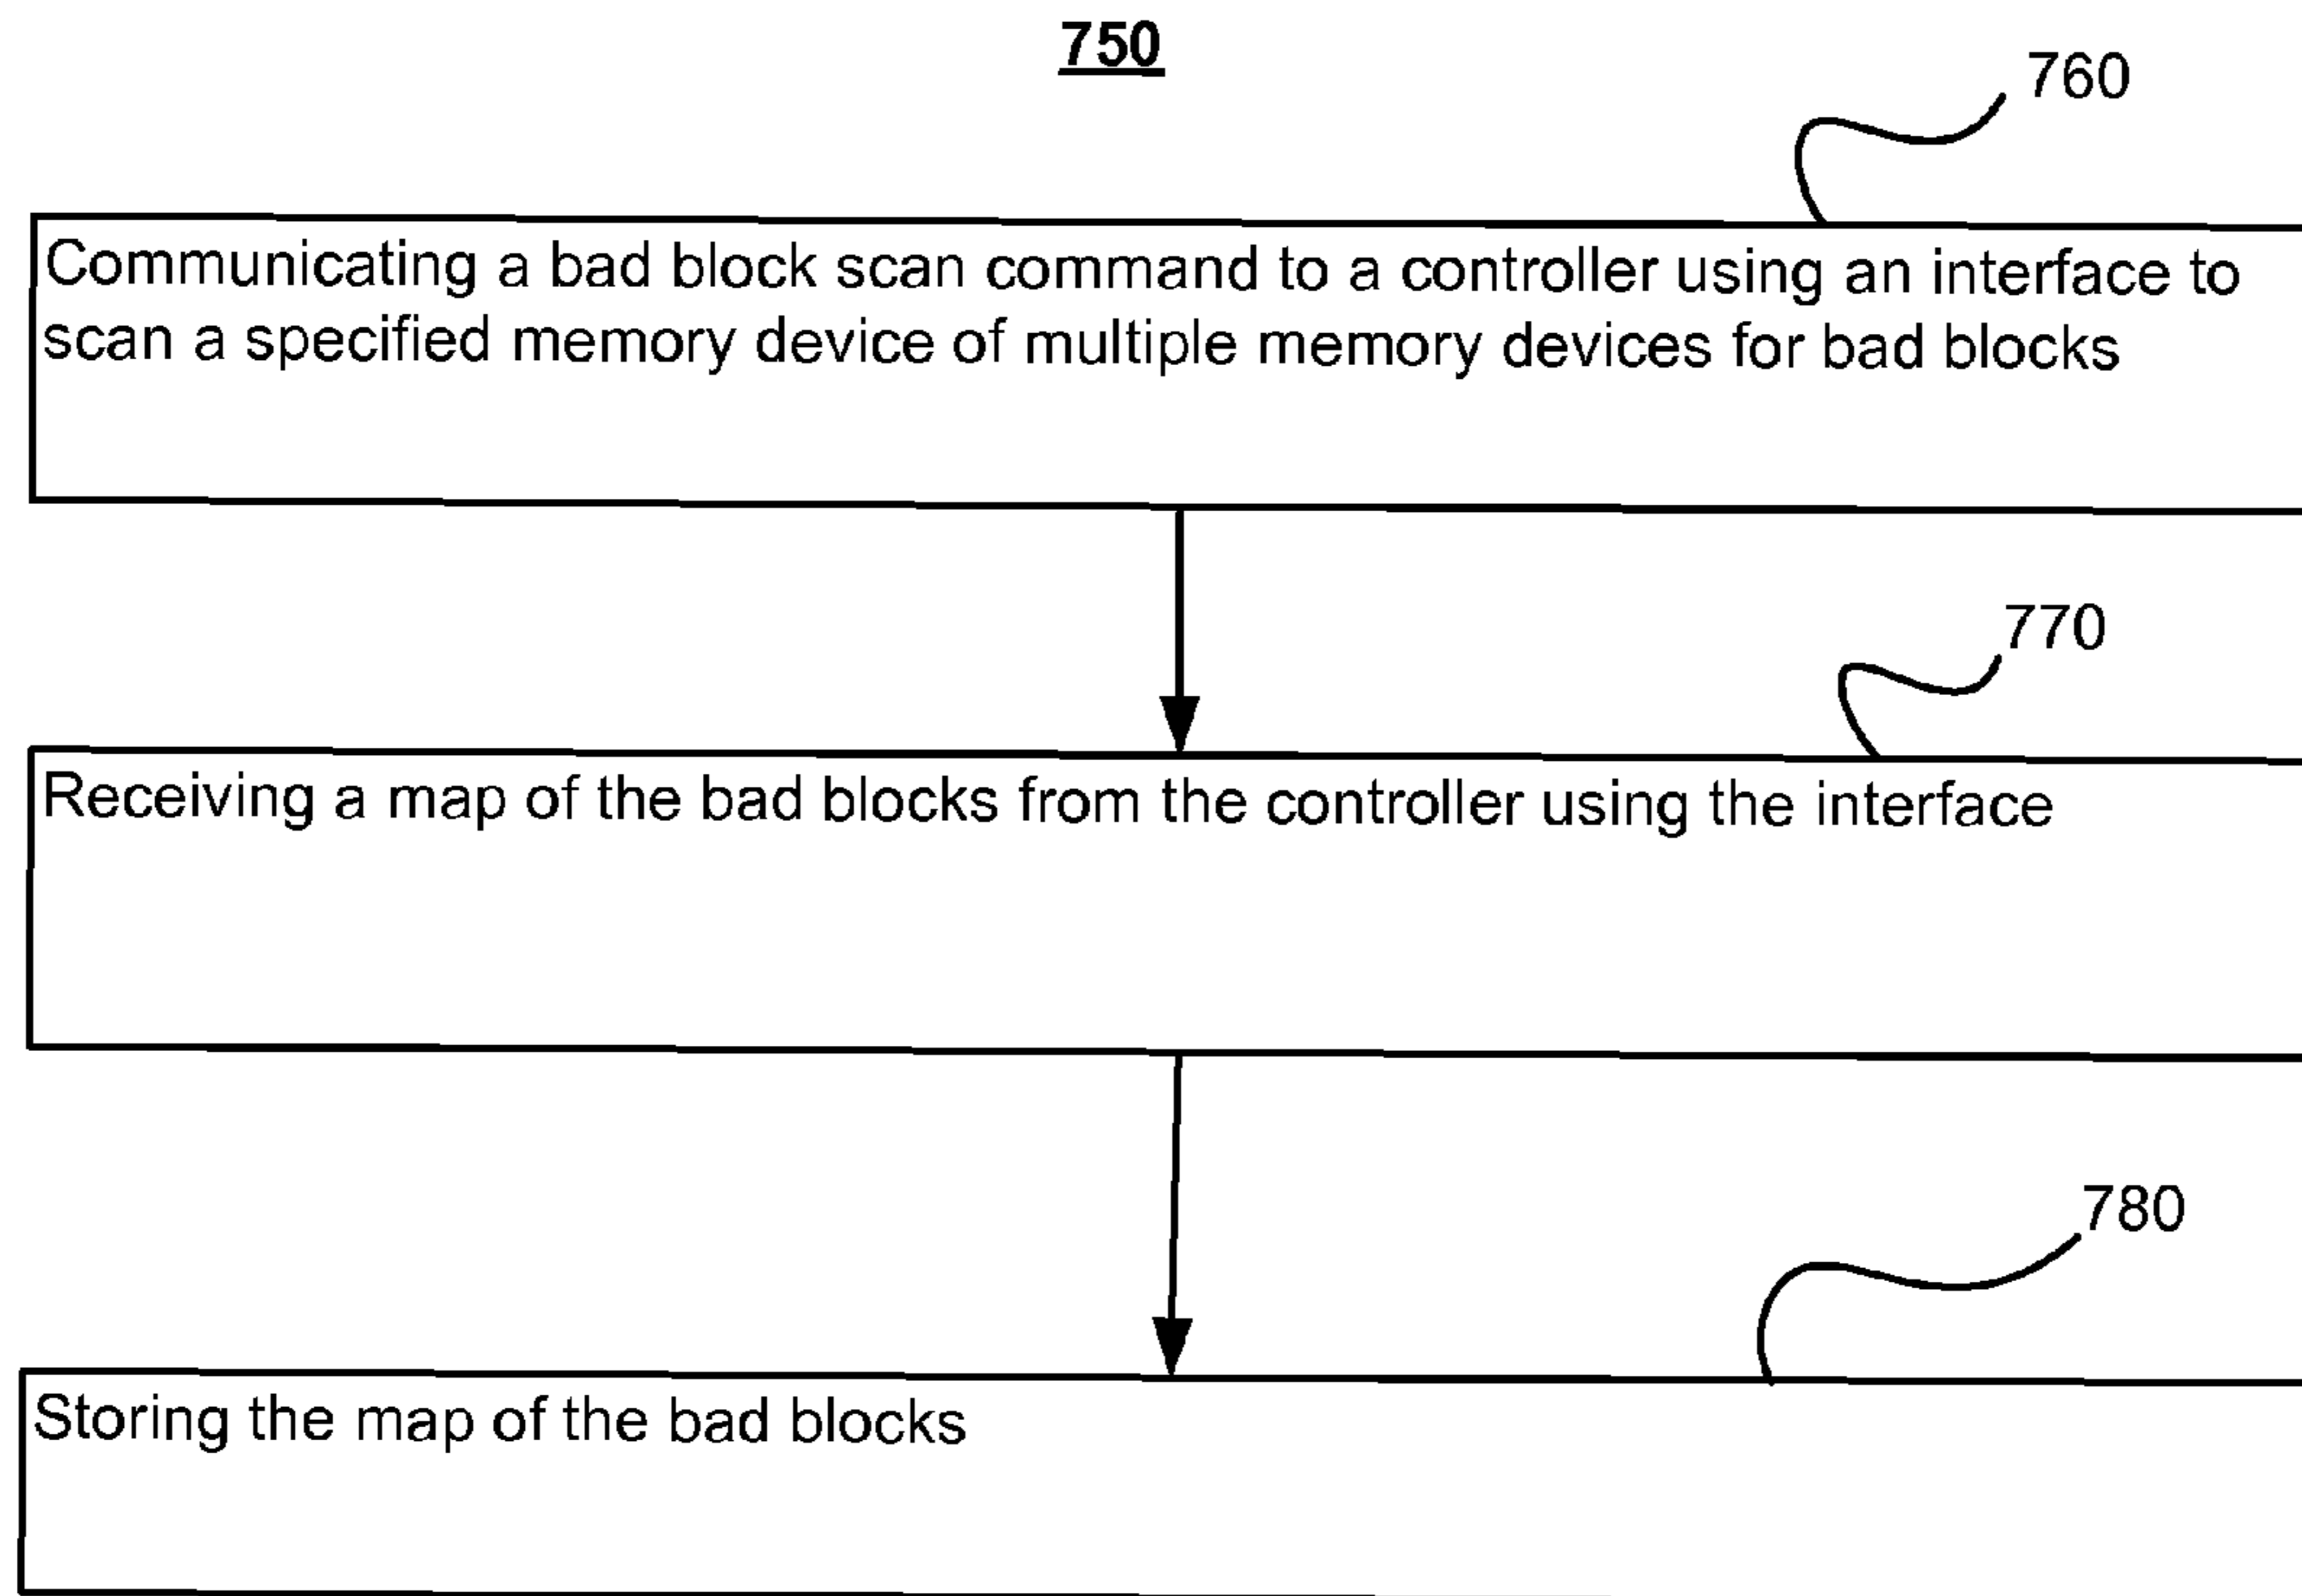 750
760
Communicating a bad block scan command to a controller using an interface to
scan a specified memory device of multiple memory devices for bad blocks
770
Receiving a map of the bad blocks from the controller using the interface
780
Storing the map of the bad blocks